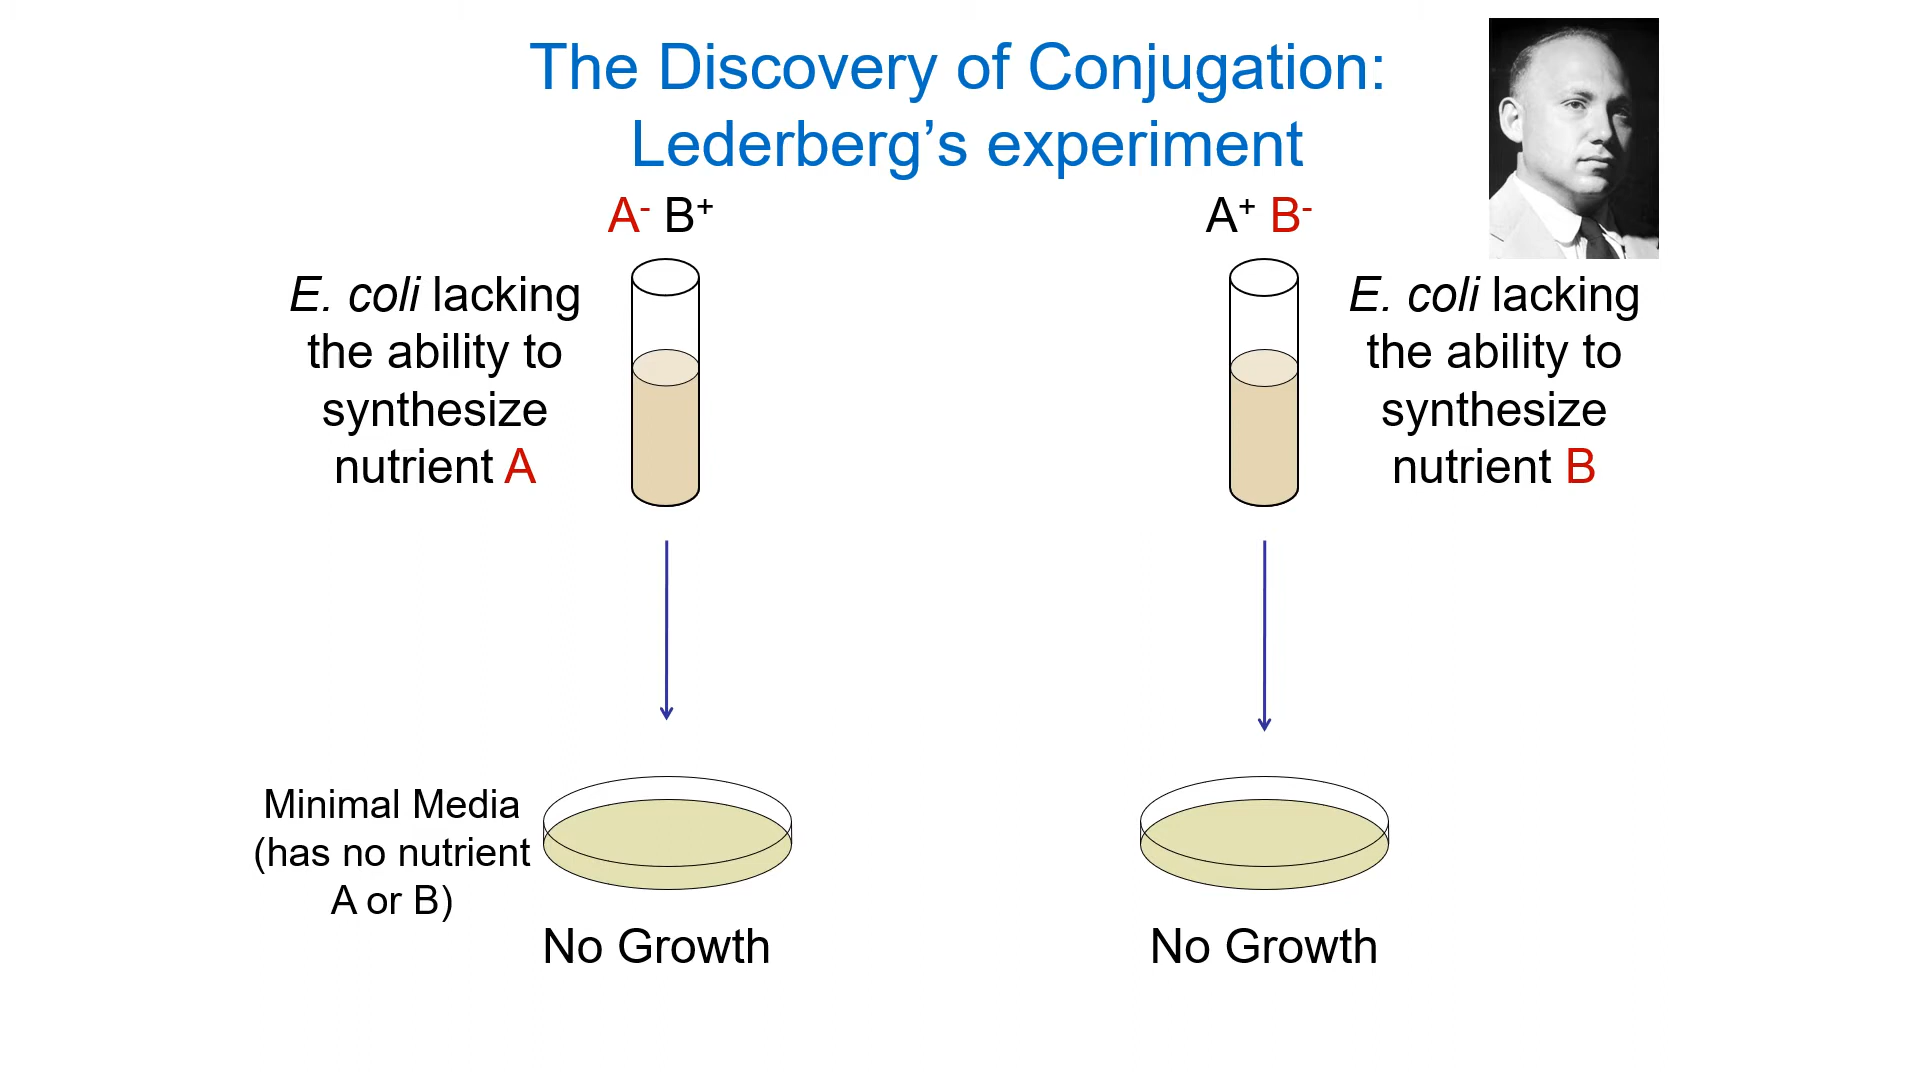 The Discovery of Conjugation:
Lederberg’s experiment
A- B+
E. coli lacking
the ability to
synthesize
nutrient A
A+ B-
E. coli lacking
the ability to
synthesize
nutrient B
Minimal Media
(has no nutrient
A or B)
No Growth
No Growth